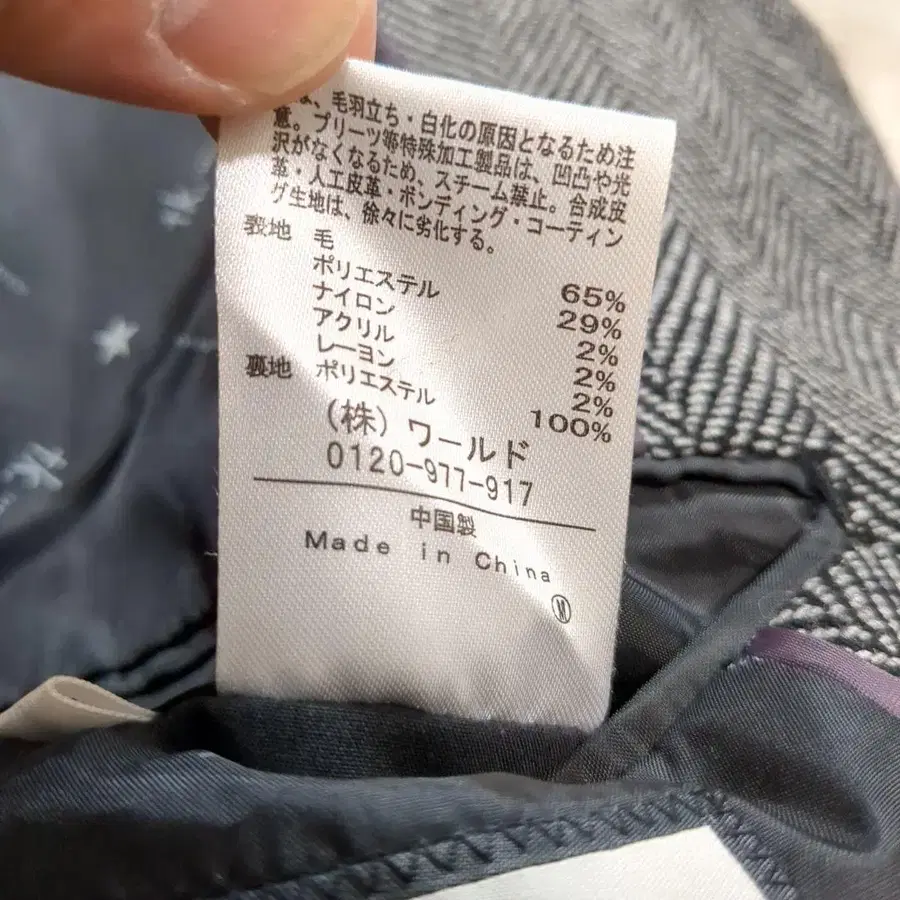 は、毛羽立ち・白化の原因となるため注
意。プリーツ等特殊加工製品は、凹凸や光
沢がなくなるため、スチーム禁止。合成皮
革・人工皮革・ボンディング・コーティン
グ生地は、徐々に劣化する。
表地 毛 65%
ポリエステル 29%
ナイロン 2%
アクリル 2%
レーヨン 2%
裏地 ポリエステル 100%
(株) ワールド
0120-977-917
中国製
Made in China
Ⓜ